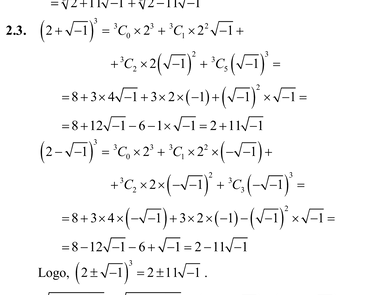 = ∛2+11√−1 + ∛2−11√−1
2.3. (2+√−1)³ = ³C₀ × 2³ + ³C₁ × 2² √−1 +
+ ³C₂ × 2(√−1)² + ³C₅ (√−1)³ =
= 8+3×4√−1+3×2×(−1)+(√−1)² × √−1 =
= 8+12√−1−6−1×√−1 = 2+11√−1
(2−√−1)³ = ³C₀ × 2³ + ³C₁ × 2² × (−√−1) +
+ ³C₂ × 2 × (−√−1)² + ³C₃ (−√−1)³ =
= 8+3×4×(−√−1)+3×2×(−1)−(√−1)² × √−1 =
= 8−12√−1−6+√−1 = 2−11√−1
Logo, (2±√−1)³ = 2±11√−1 .